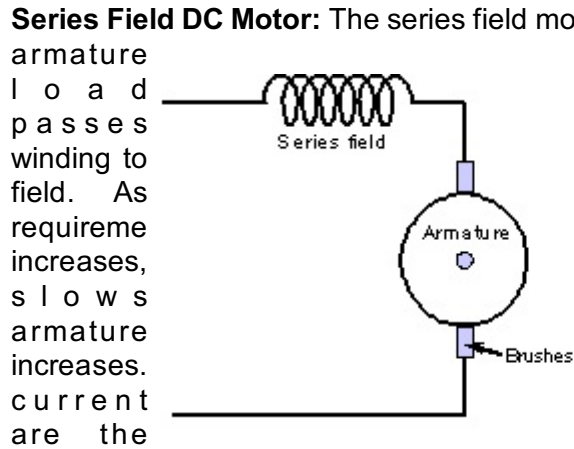 Series Field DC Motor: The series field mo
armature
l o a d
p a s s e s
winding to
field. As
requireme
increases,
s l o w s
armature
increases.
c u r r e n t
are the
Series field
Armature
Brushes